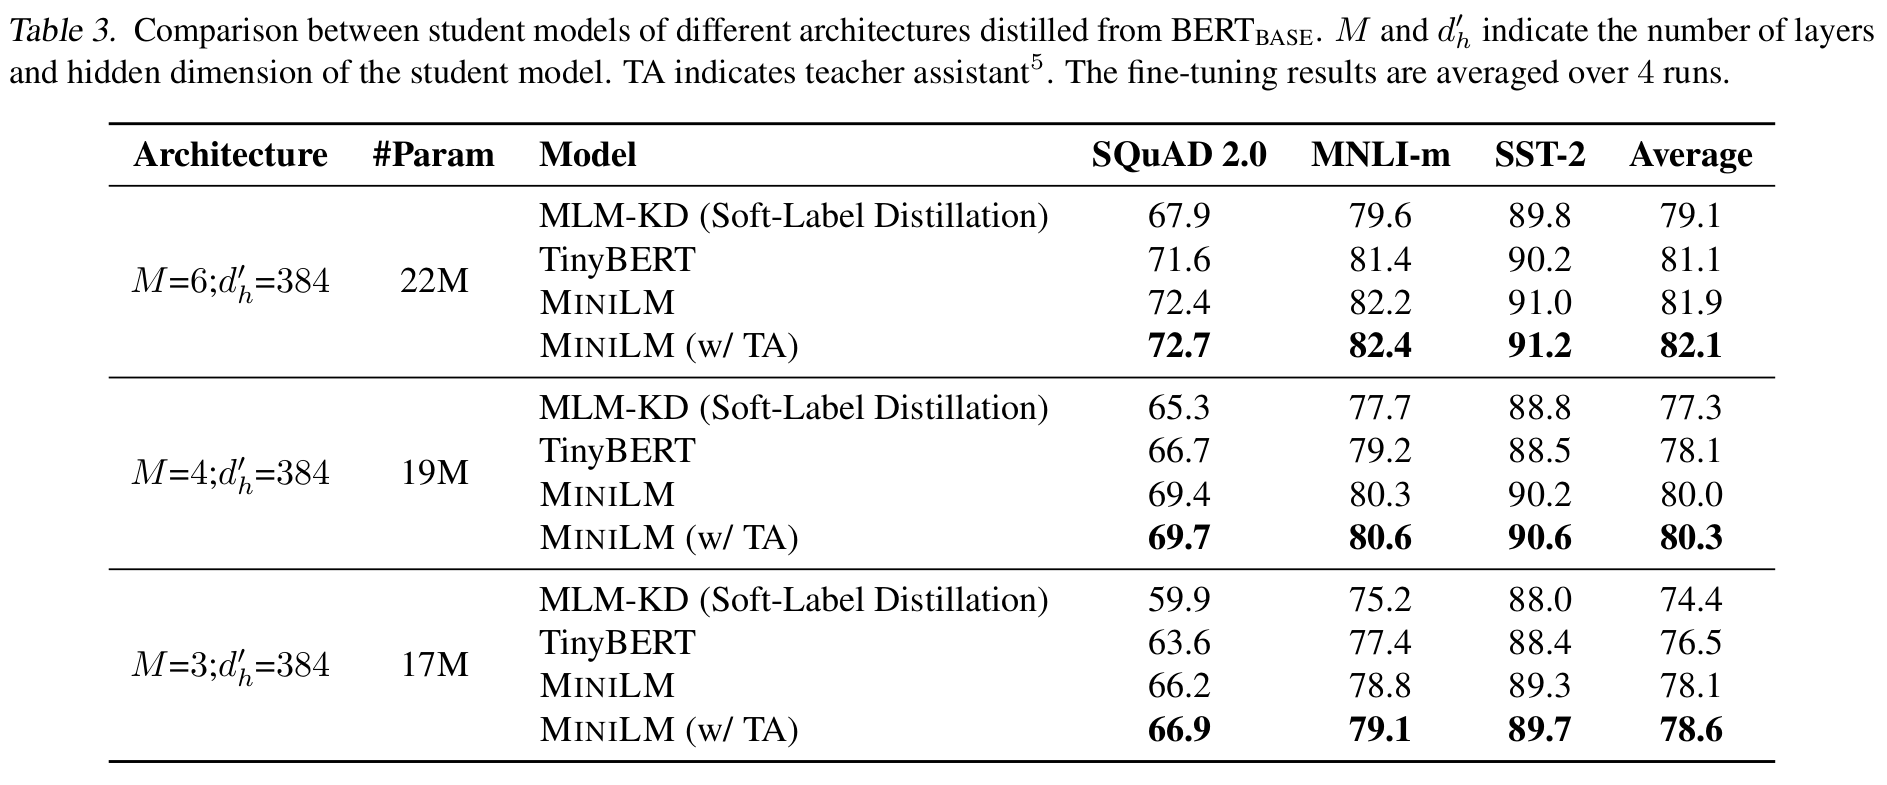 Table 3. Comparison between student models of different architectures distilled from BERT_BASE. M and d′_h indicate the number of layers
and hidden dimension of the student model. TA indicates teacher assistant⁵. The fine-tuning results are averaged over 4 runs.
Architecture #Param Model SQuAD 2.0 MNLI-m SST-2 Average
M=6;d′_h=384 22M
MLM-KD (Soft-Label Distillation) 67.9 79.6 89.8 79.1
TinyBERT 71.6 81.4 90.2 81.1
MINILM 72.4 82.2 91.0 81.9
MINILM (w/ TA) 72.7 82.4 91.2 82.1
M=4;d′_h=384 19M
MLM-KD (Soft-Label Distillation) 65.3 77.7 88.8 77.3
TinyBERT 66.7 79.2 88.5 78.1
MINILM 69.4 80.3 90.2 80.0
MINILM (w/ TA) 69.7 80.6 90.6 80.3
M=3;d′_h=384 17M
MLM-KD (Soft-Label Distillation) 59.9 75.2 88.0 74.4
TinyBERT 63.6 77.4 88.4 76.5
MINILM 66.2 78.8 89.3 78.1
MINILM (w/ TA) 66.9 79.1 89.7 78.6